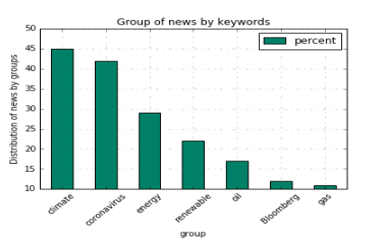 Group of news by keywords
percent
Distribution of news by groups
50
45
40
35
30
25
20
15
10
climate
coronavirus
energy
renewable
oil
Bloomberg
gas
group